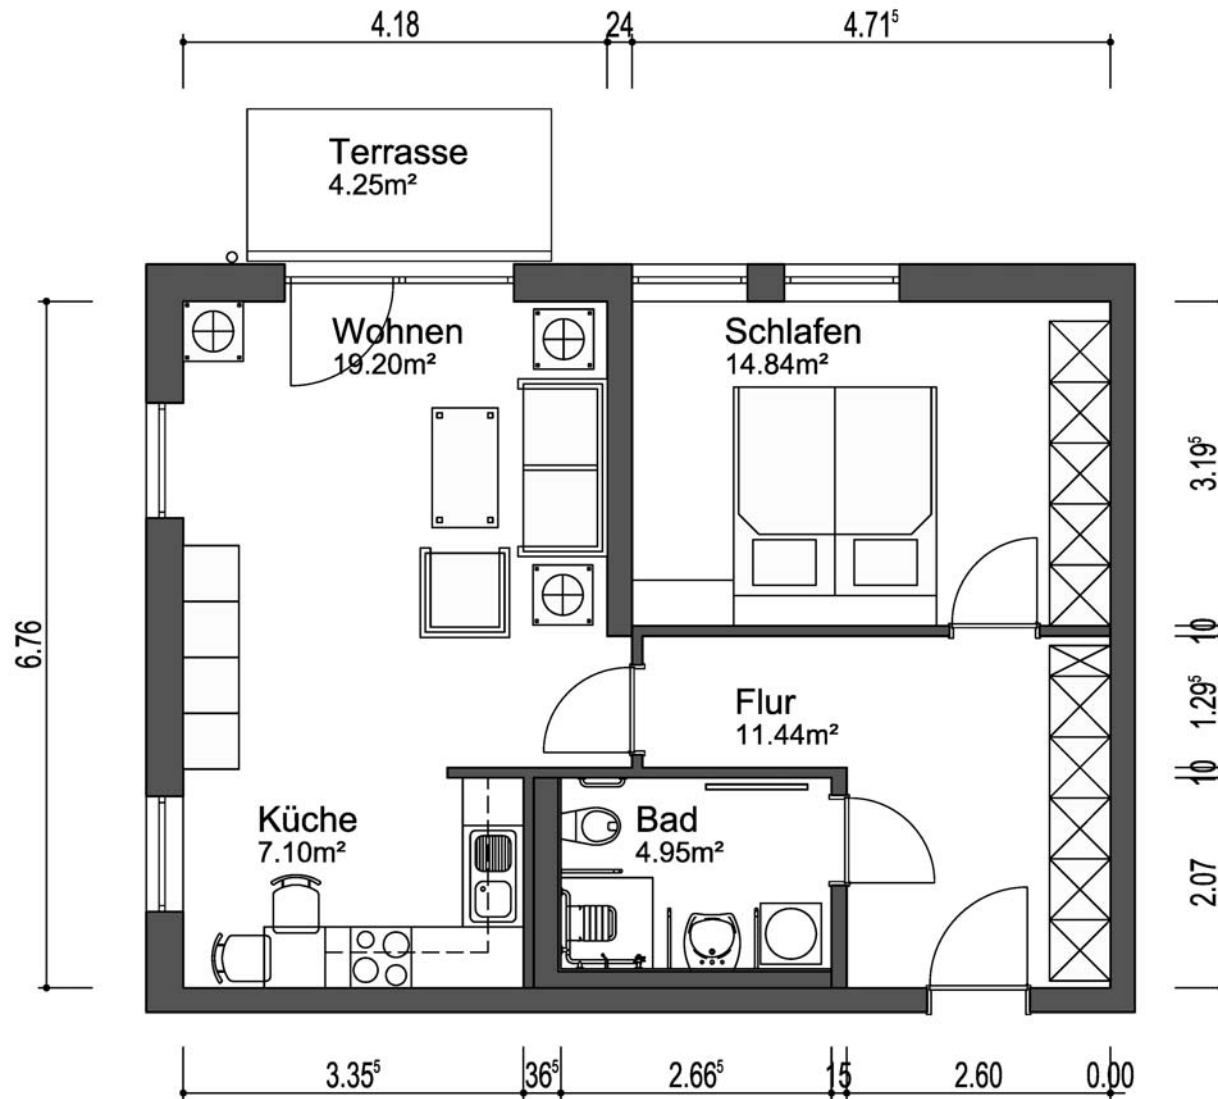 4.18 24 4.71⁵
Terrasse
4.25m²
Wohnen
19.20m²
Schlafen
14.84m²
3.19⁵
10
6.76
1.29⁵
Flur
11.44m²
10
Küche
7.10m²
Bad
4.95m²
2.07
3.35⁵ 36⁵ 2.66⁵ 15 2.60 0.00